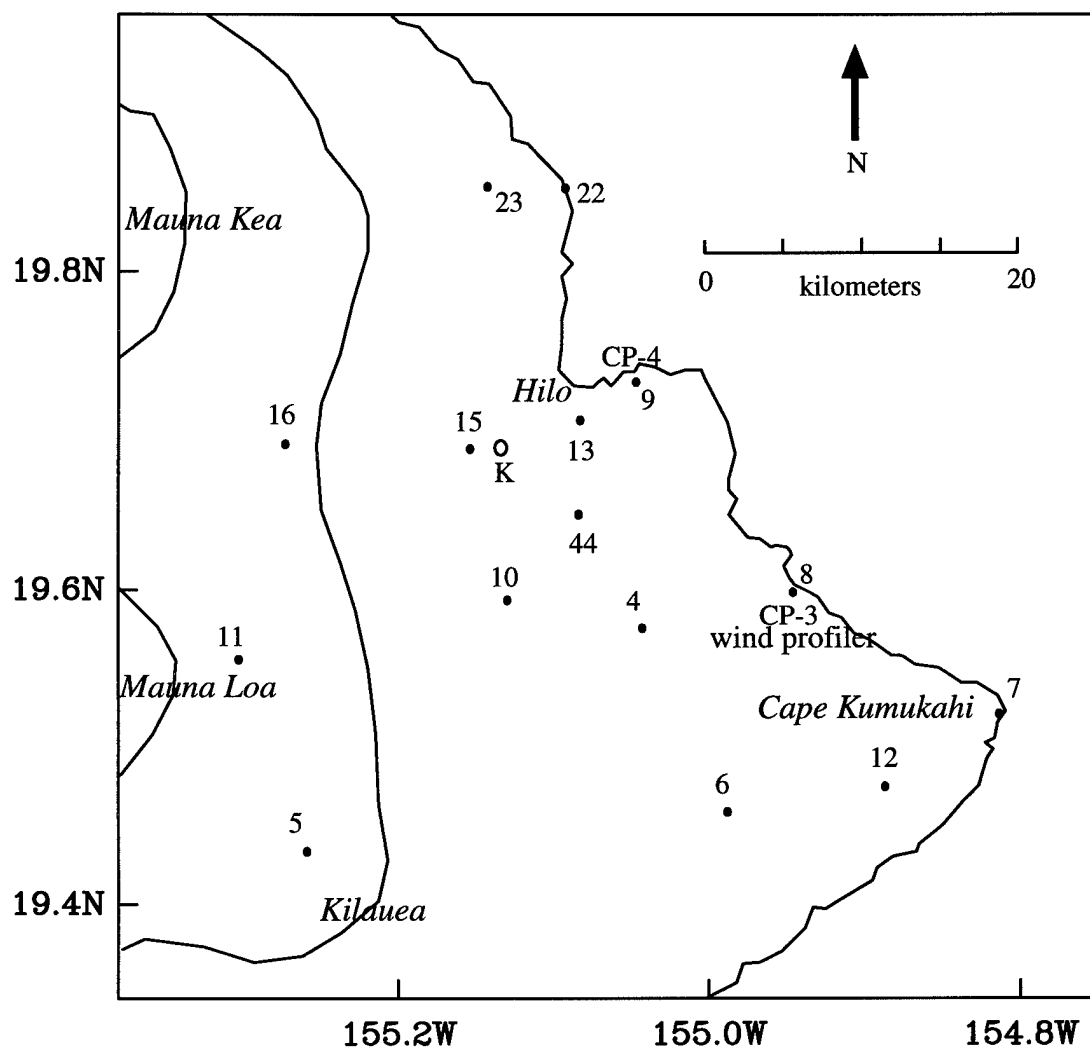 N
23
22
Mauna Kea
19.8N
0
kilometers
20
CP-4
Hilo
9
16
15
13
K
44
10
4
8
19.6N
CP-3
wind profiler
11
Mauna Loa
7
Cape Kumukahi
12
6
5
19.4N
Kilauea
155.2W
155.0W
154.8W